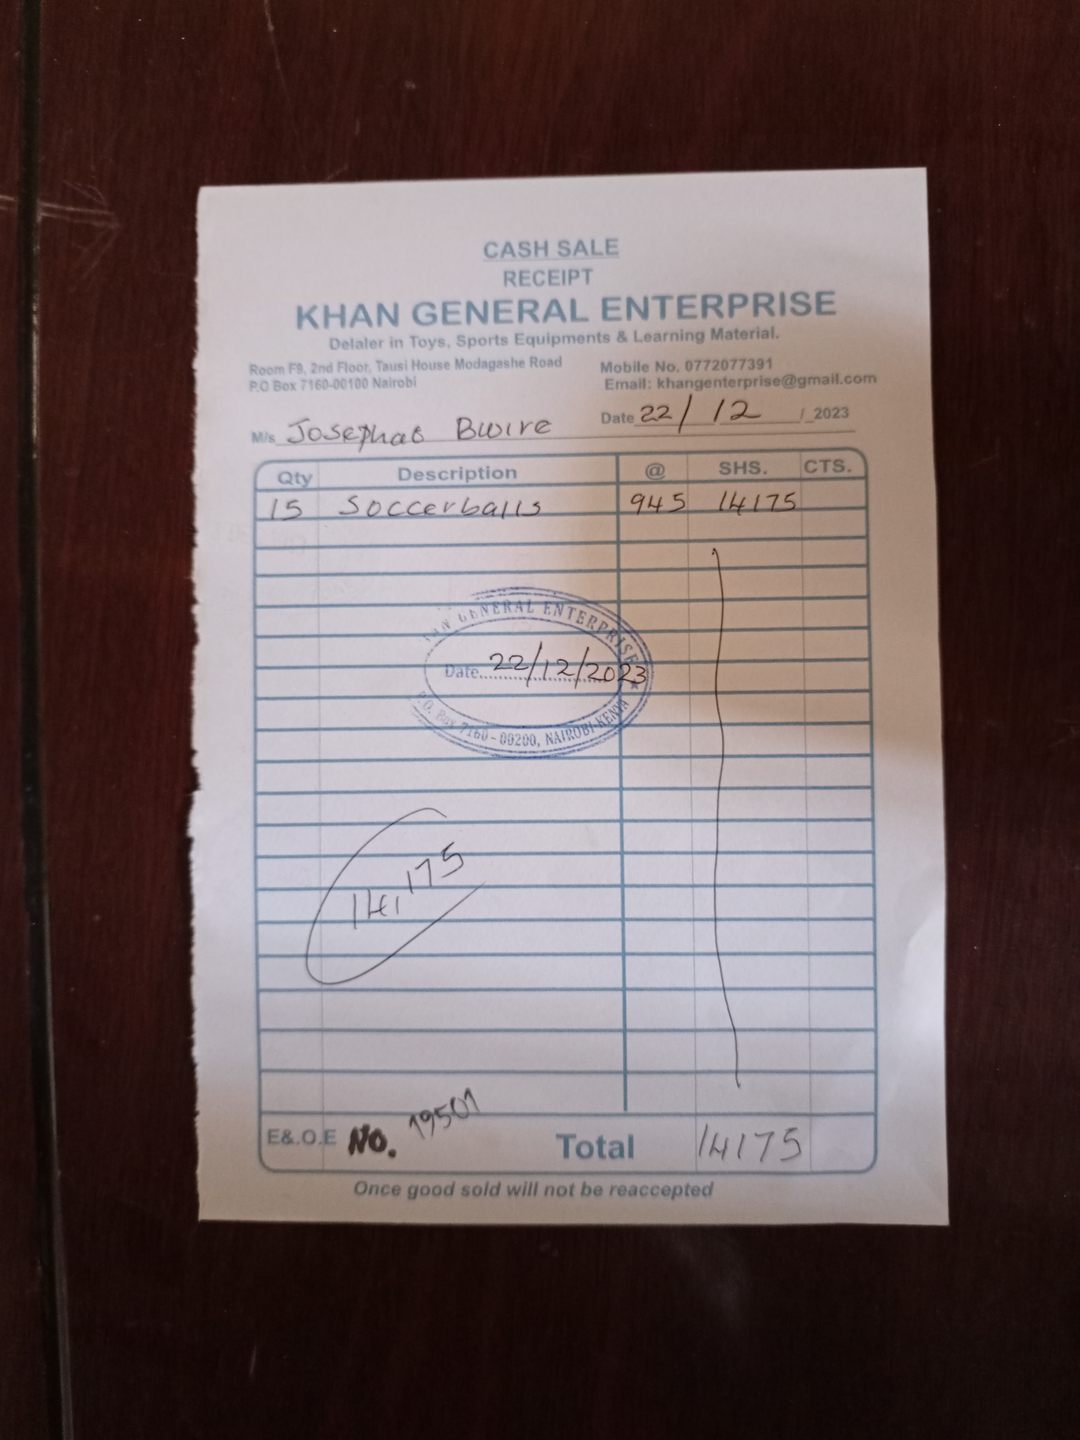 CASH SALE
RECEIPT
KHAN GENERAL ENTERPRISE
Delaler in Toys, Sports Equipments & Learning Material.
Room F9, 2nd Floor, Tausi House Modagashe Road
P.O Box 7160-00100 Nairobi
Mobile No. 0772077391
Email: khangenterprise@gmail.com
Date 22/12/2023
M/s Josephat Bwire
Qty Description @ SHS. CTS.
15 Soccerballs 945 14175
GENERAL ENTERPRISE
Date 22/12/2023
P.O. Box 7160-00200, NAIROBI-KENYA
14,175
E&.O.E NO. 19501 Total 14175
Once good sold will not be reaccepted